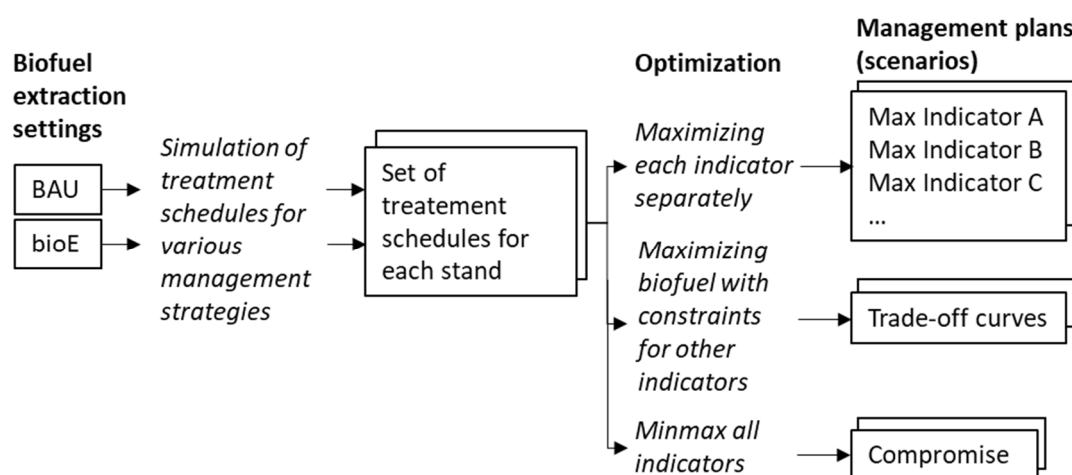 Biofuel
extraction
settings
BAU
bioE
Simulation of
treatment
schedules for
various
management
strategies
Set of
treatement
schedules for
each stand
Optimization
Maximizing
each indicator
separately
Maximizing
biofuel with
constraints
for other
indicators
Minmax all
indicators
Management plans
(scenarios)
Max Indicator A
Max Indicator B
Max Indicator C
...
Trade-off curves
Compromise